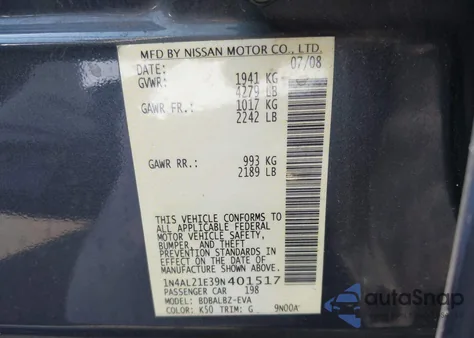 MFD BY NISSAN MOTOR CO., LTD.
DATE: 07/08
GVWR: 1941 KG
4279 LB
GAWR FR.: 1017 KG
2242 LB
GAWR RR.: 993 KG
2189 LB
THIS VEHICLE CONFORMS TO
ALL APPLICABLE FEDERAL
MOTOR VEHICLE SAFETY,
BUMPER, AND THEFT
PREVENTION STANDARDS IN
EFFECT ON THE DATE OF
MANUFACTURE SHOWN ABOVE.
1N4AL21E39N401517
PASSENGER CAR 198
MODEL: BDBALBZ-EVA
COLOR: K50 TRIM: G 9N00A
autoSnap